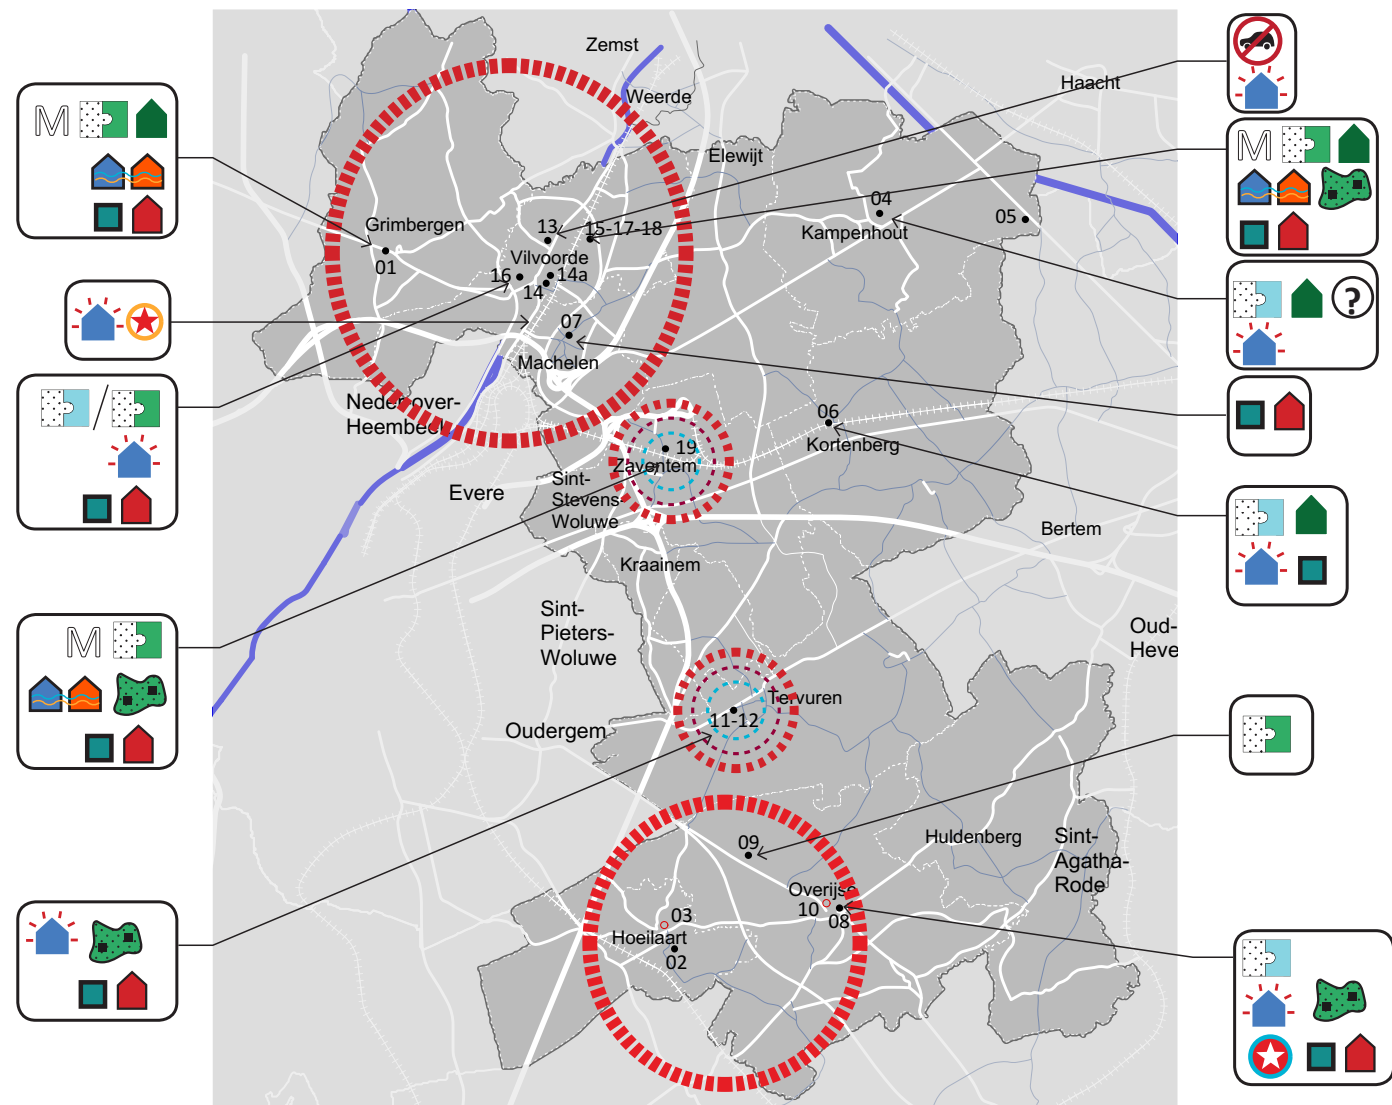 Zemst
Haacht
Weerde
M
M
Elewijt
04
05
Grimbergen
13
15-17-18
Kampenhout
01
Vilvoorde
16
14a
14
?
07
Machelen
Neder-over-
Heembeek
06
19
Kortenberg
Zaventem
Sint-
Stevens-
Woluwe
Evere
Bertem
Kraainem
Sint-
Pieters-
Woluwe
Oud-
Heve
M
Tervuren
11-12
Oudergem
09
Huldenberg
Sint-
Agatha-
Rode
Overijse
10
08
03
Hoeilaart
02